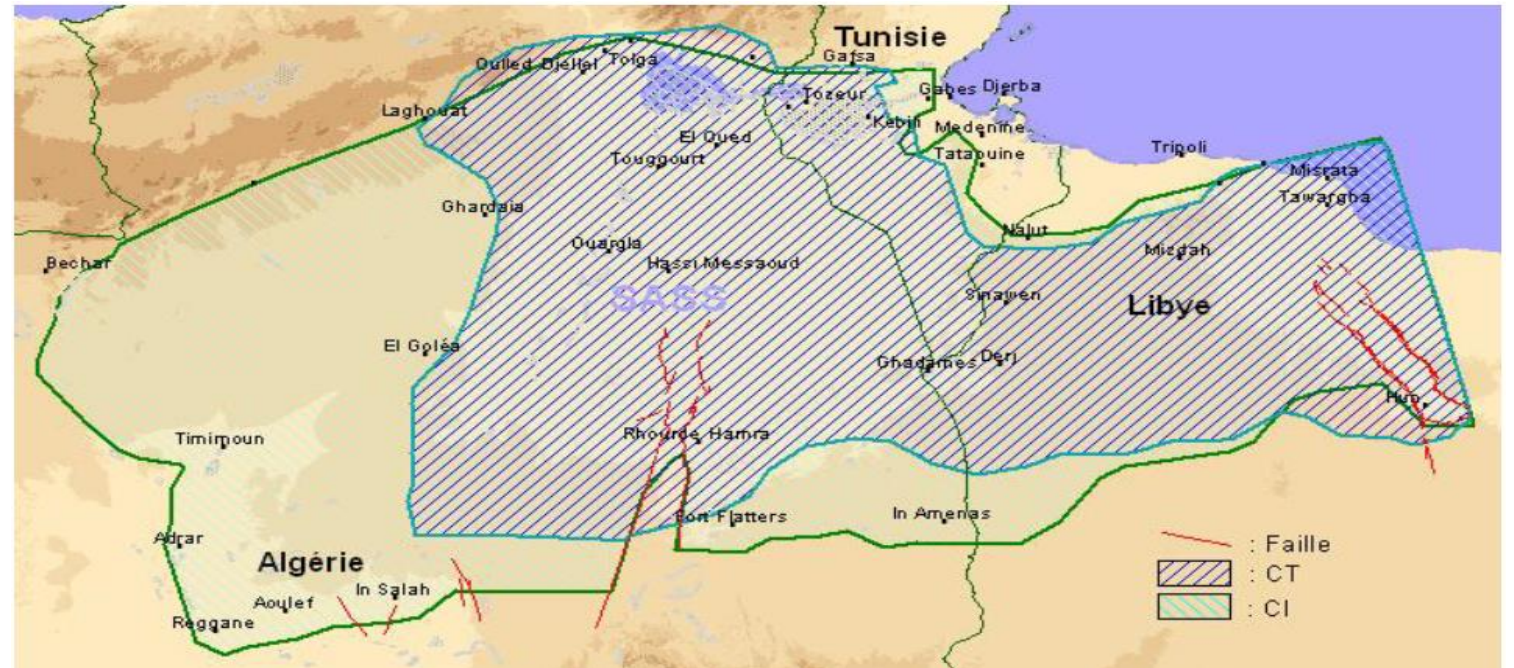 Tunisie
Oulled Djellel
Tolga
Gafsa
Laghouat
Tozeur
Gabes
Djerba
Kebili
El Oued
Medenine
Touggourt
Tataouine
Tripoli
Misrata
Tawargha
Ghardaia
Nalut
Ouargla
Mizdah
Bechar
Hassi Messaoud
SASS
Sinawen
Libye
El Goléa
Ghadames
Derj
Hun
Timimoun
Rhourde Hamra
Fort Flatters
In Amenas
Adrar
: Faille
Algérie
: CT
In Salah
Aoulef
: CI
Reggane